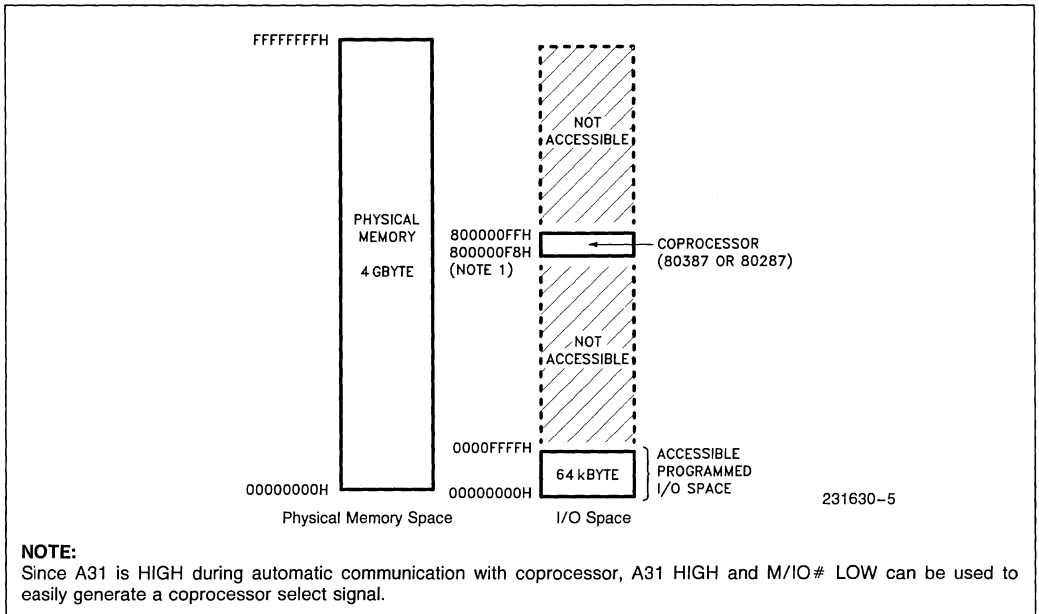 FFFFFFFFH
PHYSICAL
MEMORY
4 GBYTE
00000000H
Physical Memory Space
NOT
ACCESSIBLE
800000FFH
800000F8H
(NOTE 1)
COPROCESSOR
(80387 OR 80287)
NOT
ACCESSIBLE
0000FFFFH
64 kBYTE
00000000H
ACCESSIBLE
PROGRAMMED
I/O SPACE
I/O Space
231630-5
NOTE:
Since A31 is HIGH during automatic communication with coprocessor, A31 HIGH and M/IO# LOW can be used to
easily generate a coprocessor select signal.